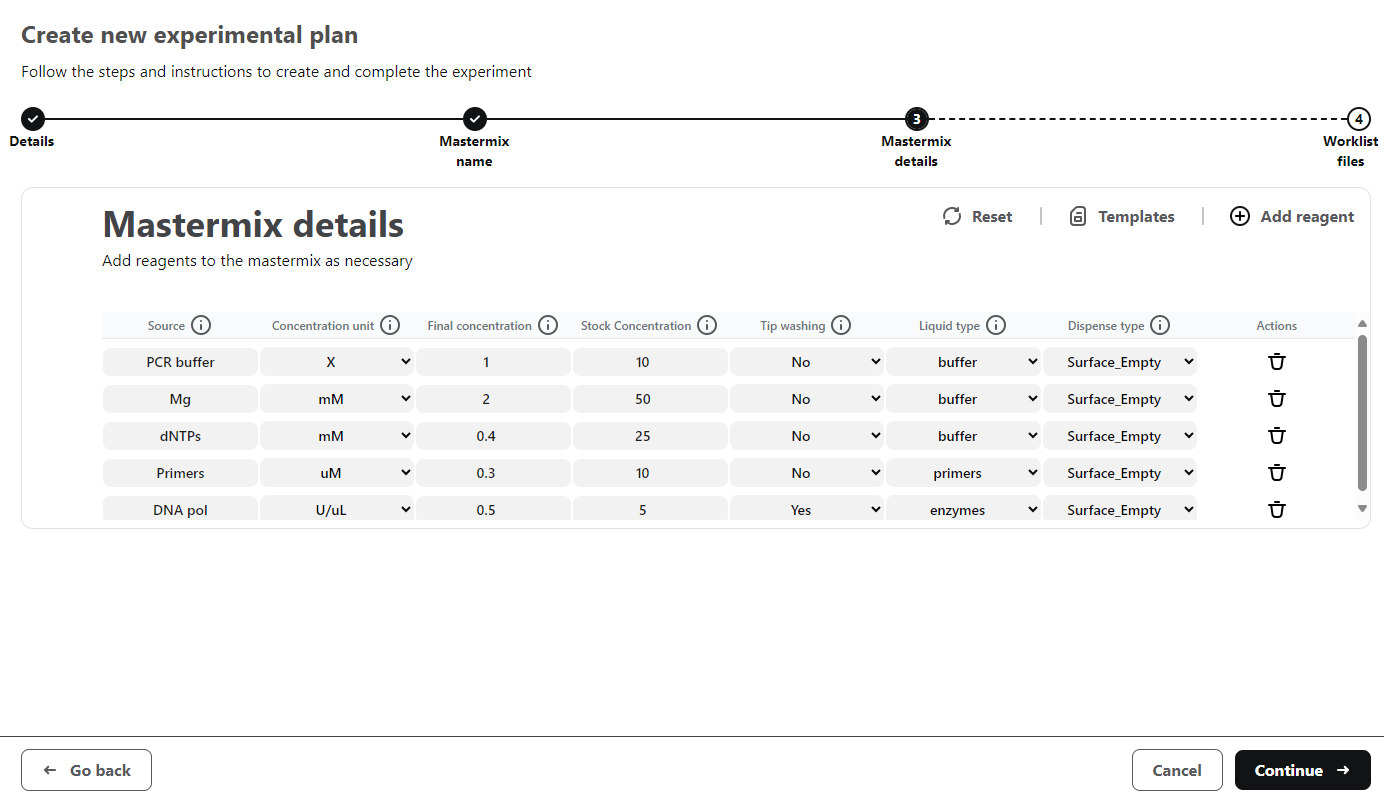 Create new experimental plan
Follow the steps and instructions to create and complete the experiment
3 4
Details Mastermix name Mastermix details Worklist files
Mastermix details
Reset Templates Add reagent
Add reagents to the mastermix as necessary
Source Concentration unit Final concentration Stock Concentration Tip washing Liquid type Dispense type Actions
PCR buffer X 1 10 No buffer Surface_Empty
Mg mM 2 50 No buffer Surface_Empty
dNTPs mM 0.4 25 No buffer Surface_Empty
Primers uM 0.3 10 No primers Surface_Empty
DNA pol U/uL 0.5 5 Yes enzymes Surface_Empty
Go back Cancel Continue